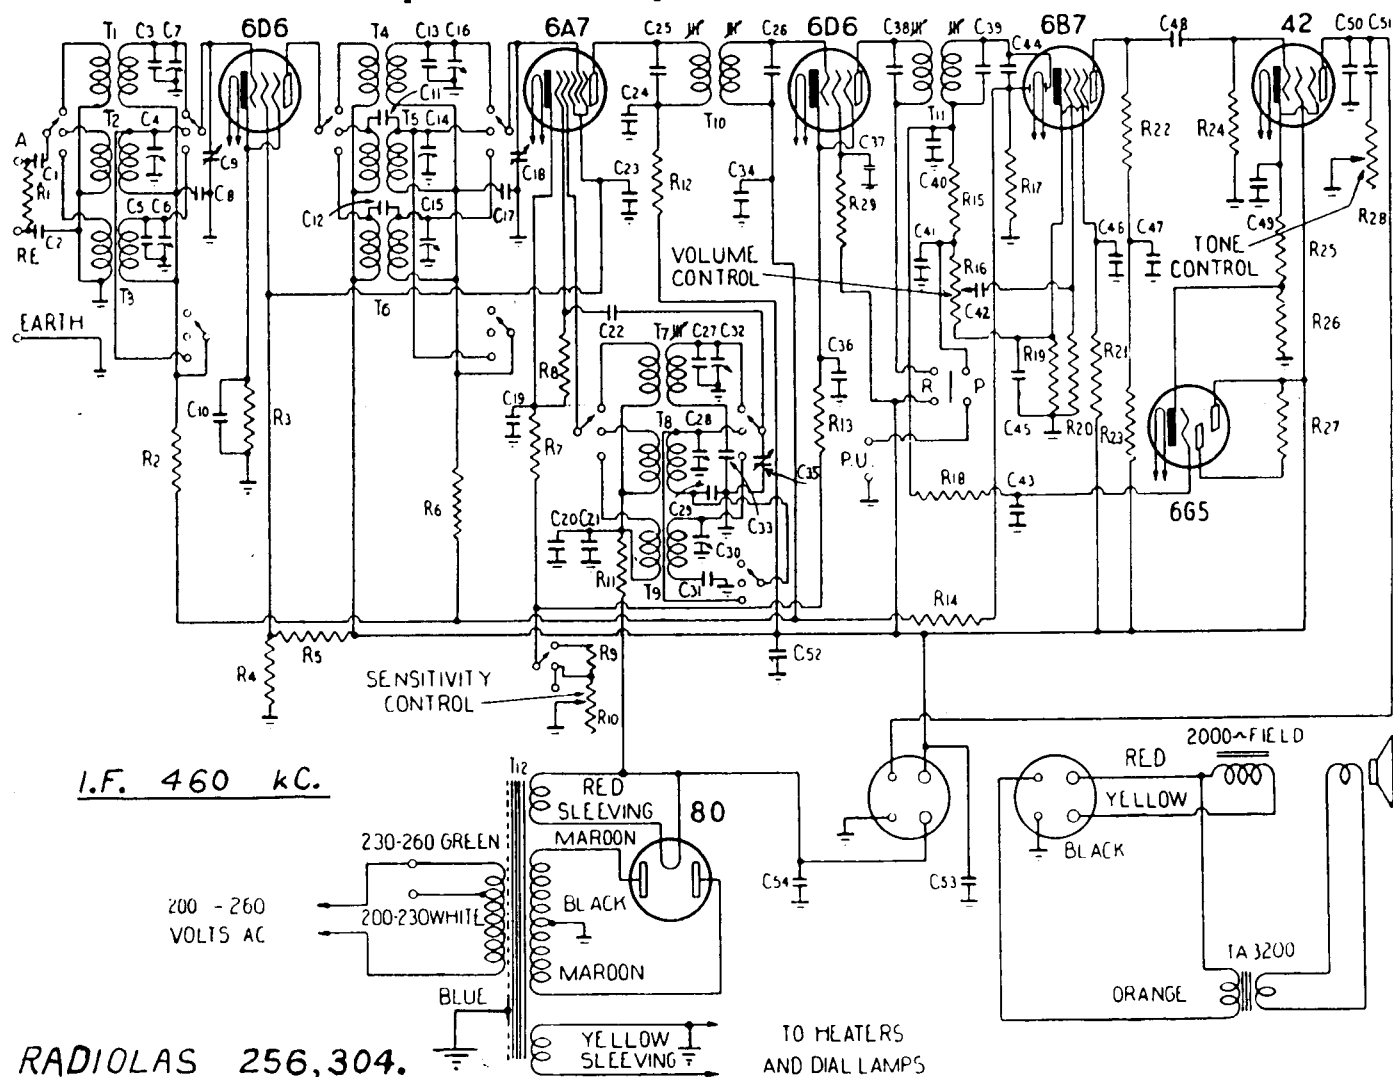 6D6
6A7
6D6
6B7
42
T1
C3
C7
T4
C13
C16
C25
C26
C38
C39
C44
C48
C50
C51
C11
T2
C4
T5
C14
C24
T10
T11
C37
R22
R24
A
C1
R1
C9
C8
C18
C23
R12
C34
C40
R15
R17
R29
C2
RE
C5
C6
C12
C15
C17
C41
C46
C47
C49
R28
VOLUME
CONTROL
R16
C42
TONE
CONTROL
R25
T3
T6
EARTH
C22
T7
C27
C32
R26
C36
R19
R21
R8
C10
R3
C19
R7
T8
C28
R13
R
P
C45
R20
R23
R27
R2
R6
C35
P.U.
R18
C43
6G5
C29
C33
C20
C21
C30
R11
T9
C31
R14
R5
R4
C52
R9
SENSITIVITY
CONTROL
R10
2000~FIELD
RED
YELLOW
BLACK
I.F. 460 kC.
T12
RED
SLEEVING
80
MAROON
230-260 GREEN
C54
C53
200 - 260
VOLTS AC
200-230 WHITE
BLACK
MAROON
TA 3200
ORANGE
BLUE
RADIOLAS 256,304.
YELLOW
SLEEVING
TO HEATERS
AND DIAL LAMPS